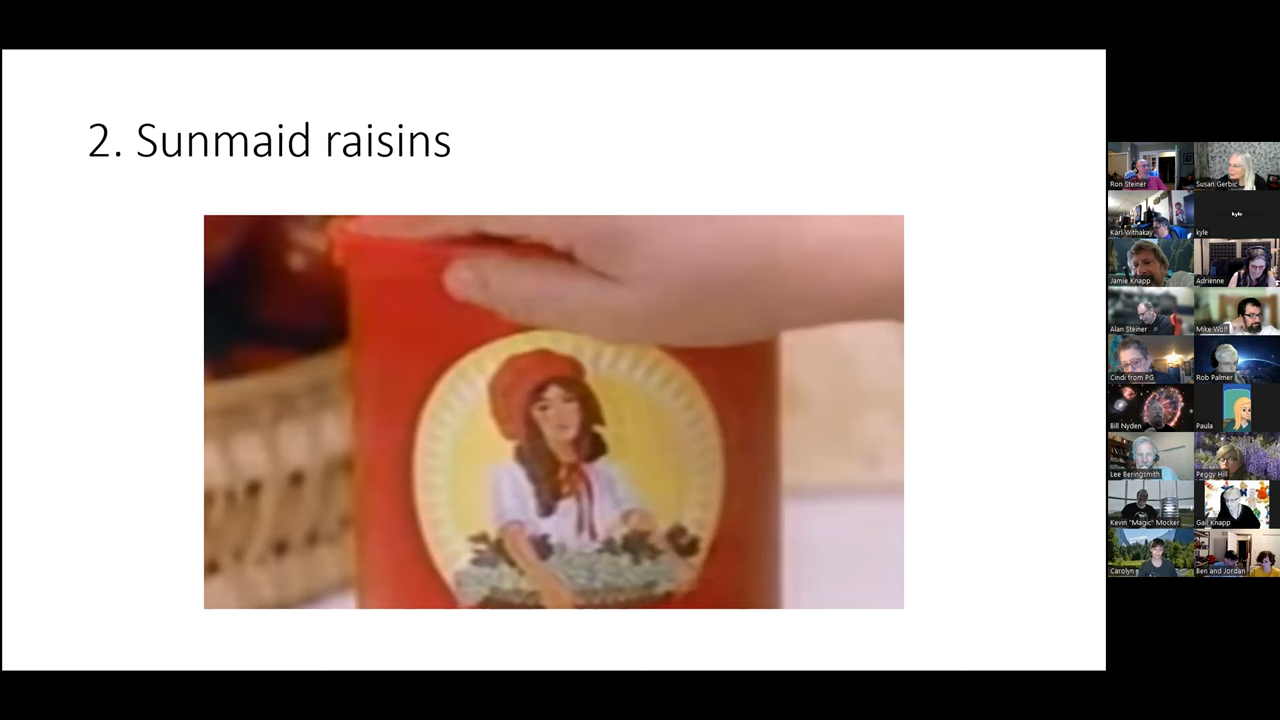 2. Sunmaid raisins
Ron Steiner
Susan Gerbic
Karl Withakay
kyle
kyle
Jamie Knapp
Adrienne
Alan Steiner
Mike Wolf
Cindi from PG
Rob Palmer
Bill Nyden
Paula
Lee Beringsmith
Peggy Hill
Kevin "Magic" Mocker
Gail Knapp
Carolyn
Ben and Jordan